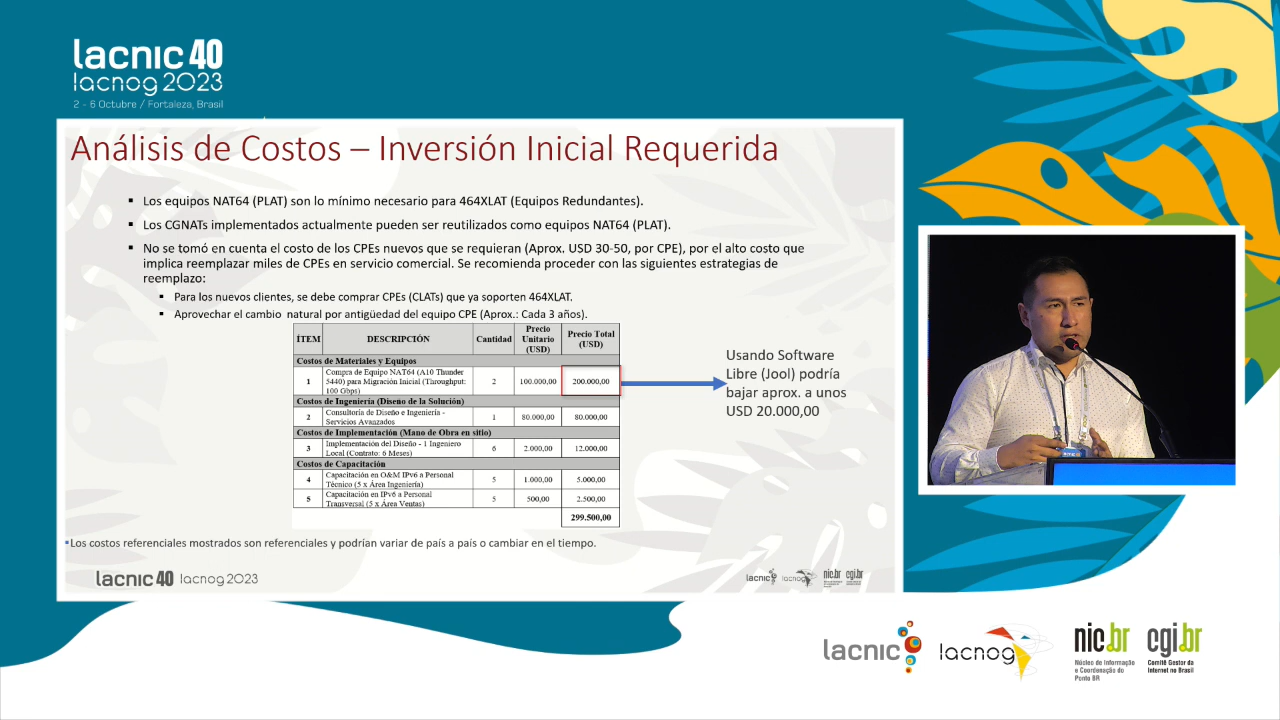 lacnic 40
lacnog 2023
2 - 6 Octubre / Fortaleza, Brasil
Análisis de Costos – Inversión Inicial Requerida
Los equipos NAT64 (PLAT) son lo mínimo necesario para 464XLAT (Equipos Redundantes).
Los CGNATs implementados actualmente pueden ser reutilizados como equipos NAT64 (PLAT).
No se tomó en cuenta el costo de los CPEs nuevos que se requieran (Aprox. USD 30-50, por CPE), por el alto costo que
implica reemplazar miles de CPEs en servicio comercial. Se recomienda proceder con las siguientes estrategias de
reemplazo:
Para los nuevos clientes, se debe comprar CPEs (CLATs) que ya soporten 464XLAT.
Aprovechar el cambio natural por antigüedad del equipo CPE (Aprox.: Cada 3 años).
ÍTEM DESCRIPCIÓN Cantidad Precio Unitario (USD) Precio Total (USD)
Costos de Materiales y Equipos
1 Compra de Equipo NAT64 (A10 Thunder 5440) para Migración Inicial (Throughput: 100 Gbps) 2 100.000,00 200.000,00
Costos de Ingeniería (Diseño de la Solución)
2 Consultoría de Diseño e Ingeniería - Servicios Avanzados 1 80.000,00 80.000,00
Costos de Implementación (Mano de Obra en sitio)
3 Implementación del Diseño - 1 Ingeniero Local (Contrato: 6 Meses) 6 2.000,00 12.000,00
Costos de Capacitación
4 Capacitación en O&M IPv6 a Personal Técnico (5 x Área Ingeniería) 5 1.000,00 5.000,00
5 Capacitación en IPv6 a Personal Transversal (5 x Área Ventas) 5 500,00 2.500,00
299.500,00
Usando Software
Libre (Jool) podría
bajar aprox. a unos
USD 20.000,00
Los costos referenciales mostrados son referenciales y podrían variar de país a país o cambiar en el tiempo.
lacnic 40 lacnog 2023
lacnic lacnog nic.br cgi.br
lacnic lacnog nic.br cgi.br
Núcleo de Informação
e Coordenação do
Ponto BR
Comitê Gestor da
Internet no Brasil